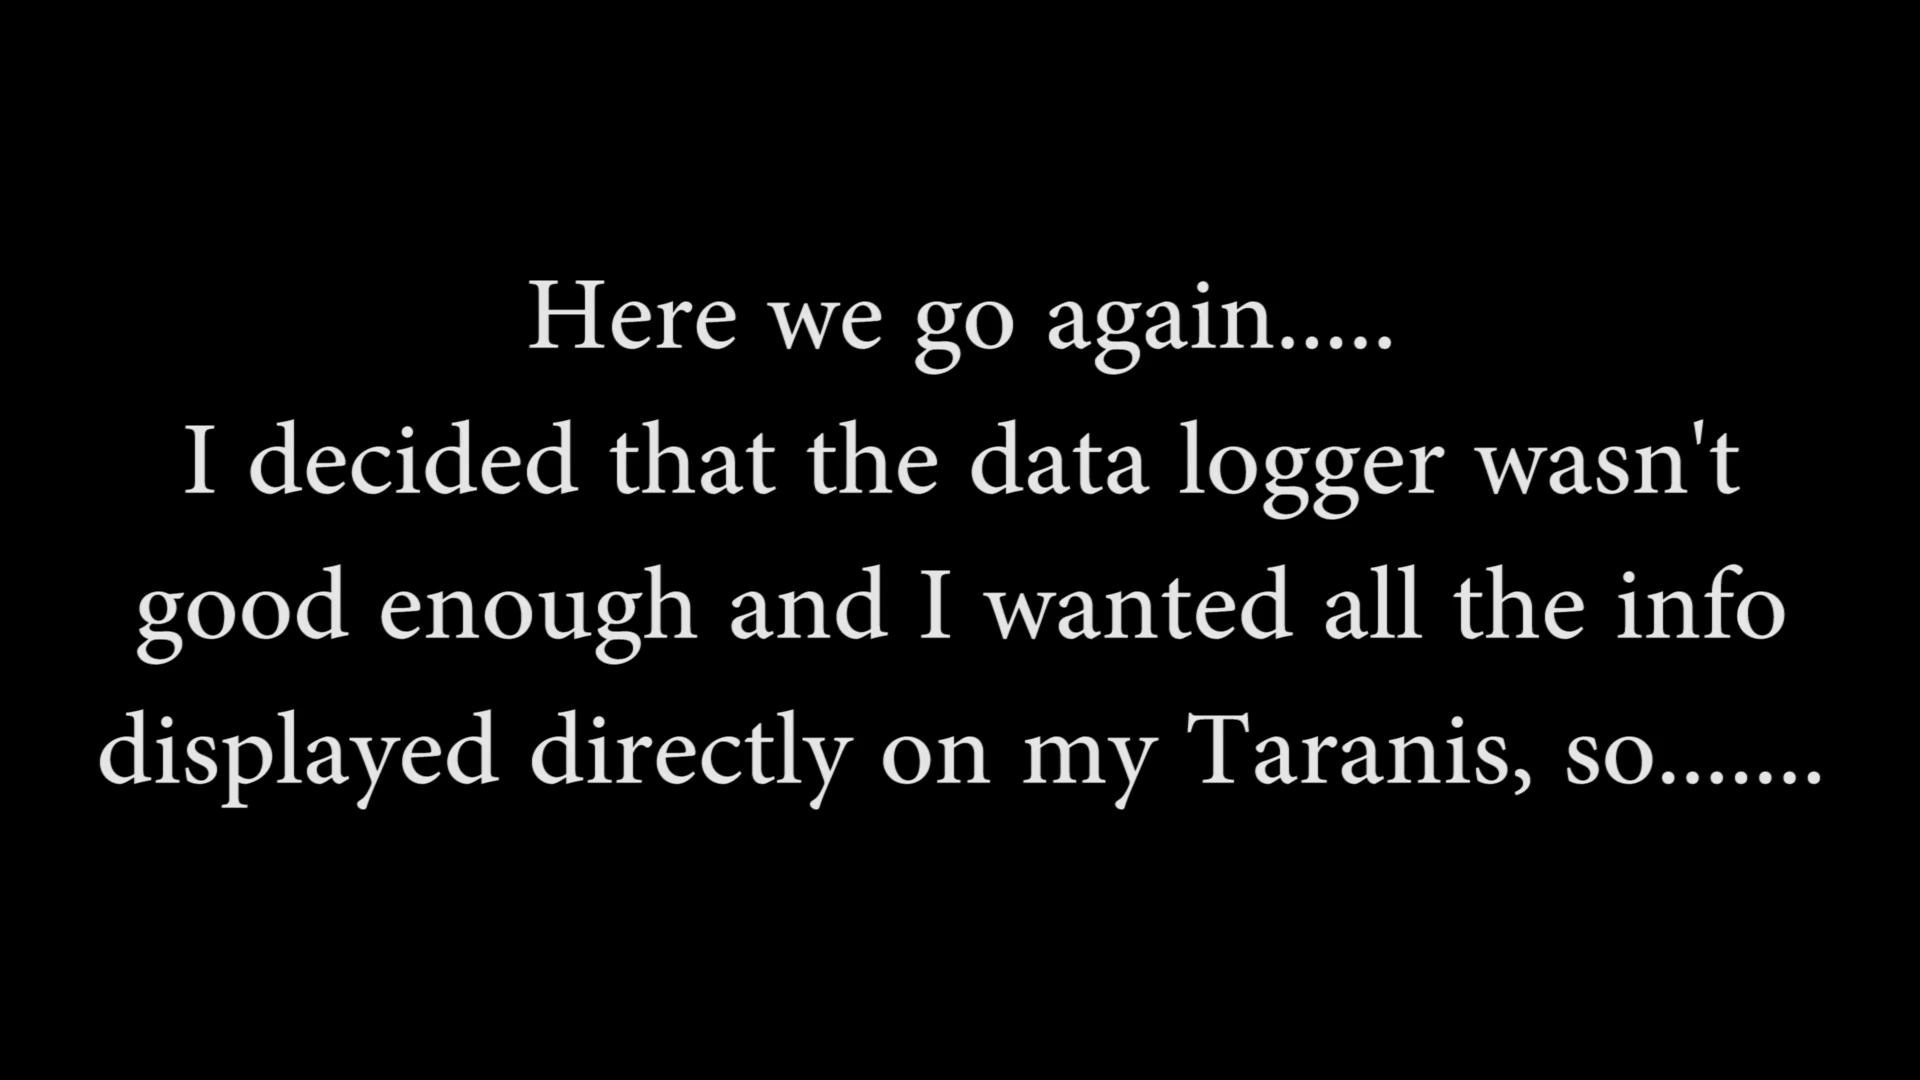 Here we go again.....
I decided that the data logger wasn't
good enough and I wanted all the info
displayed directly on my Taranis, so.......